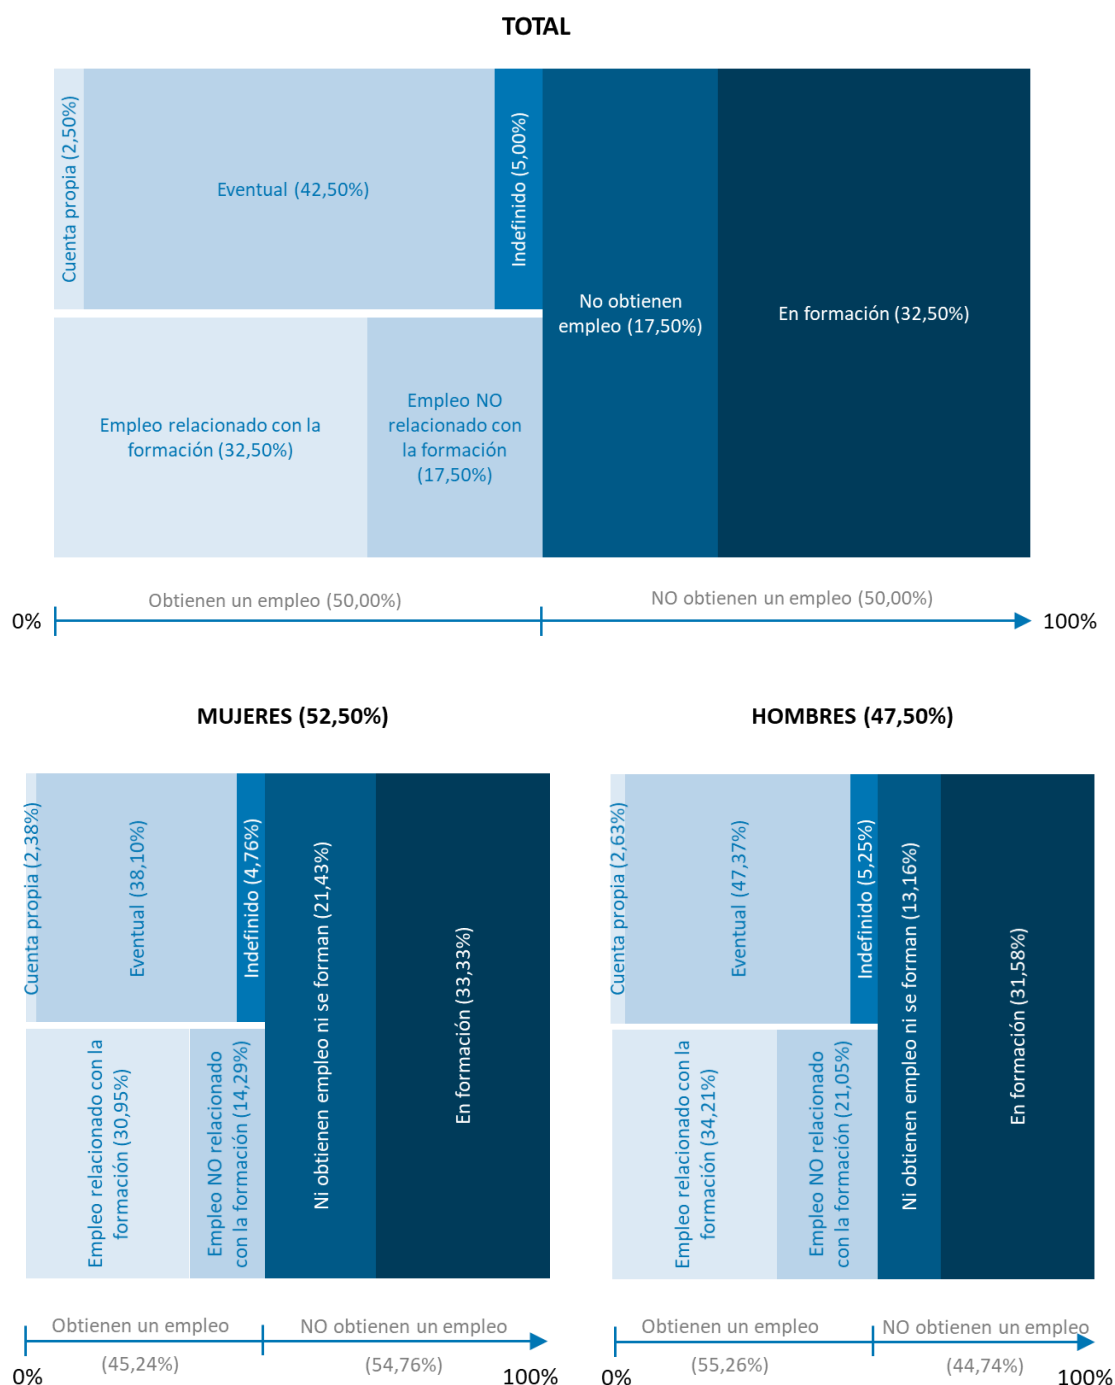 TOTAL
Cuenta propia (2,50%)
Eventual (42,50%)
Indefinido (5,00%)
No obtienen
empleo (17,50%)
En formación (32,50%)
Empleo relacionado con la
formación (32,50%)
Empleo NO
relacionado con
la formación
(17,50%)
Obtienen un empleo (50,00%)
NO obtienen un empleo (50,00%)
0%
100%
MUJERES (52,50%)
Cuenta propia (2,38%)
Eventual (38,10%)
Indefinido (4,76%)
Ni obtienen empleo ni se forman (21,43%)
En formación (33,33%)
Empleo relacionado con la
formación (30,95%)
Empleo NO relacionado
con la formación (14,29%)
Obtienen un empleo
(45,24%)
NO obtienen un empleo
(54,76%)
0%
100%
HOMBRES (47,50%)
Cuenta propia (2,63%)
Eventual (47,37%)
Indefinido (5,25%)
Ni obtienen empleo ni se forman (13,16%)
En formación (31,58%)
Empleo relacionado con la
formación (34,21%)
Empleo NO relacionado
con la formación (21,05%)
Obtienen un empleo
(55,26%)
NO obtienen un empleo
(44,74%)
0%
100%